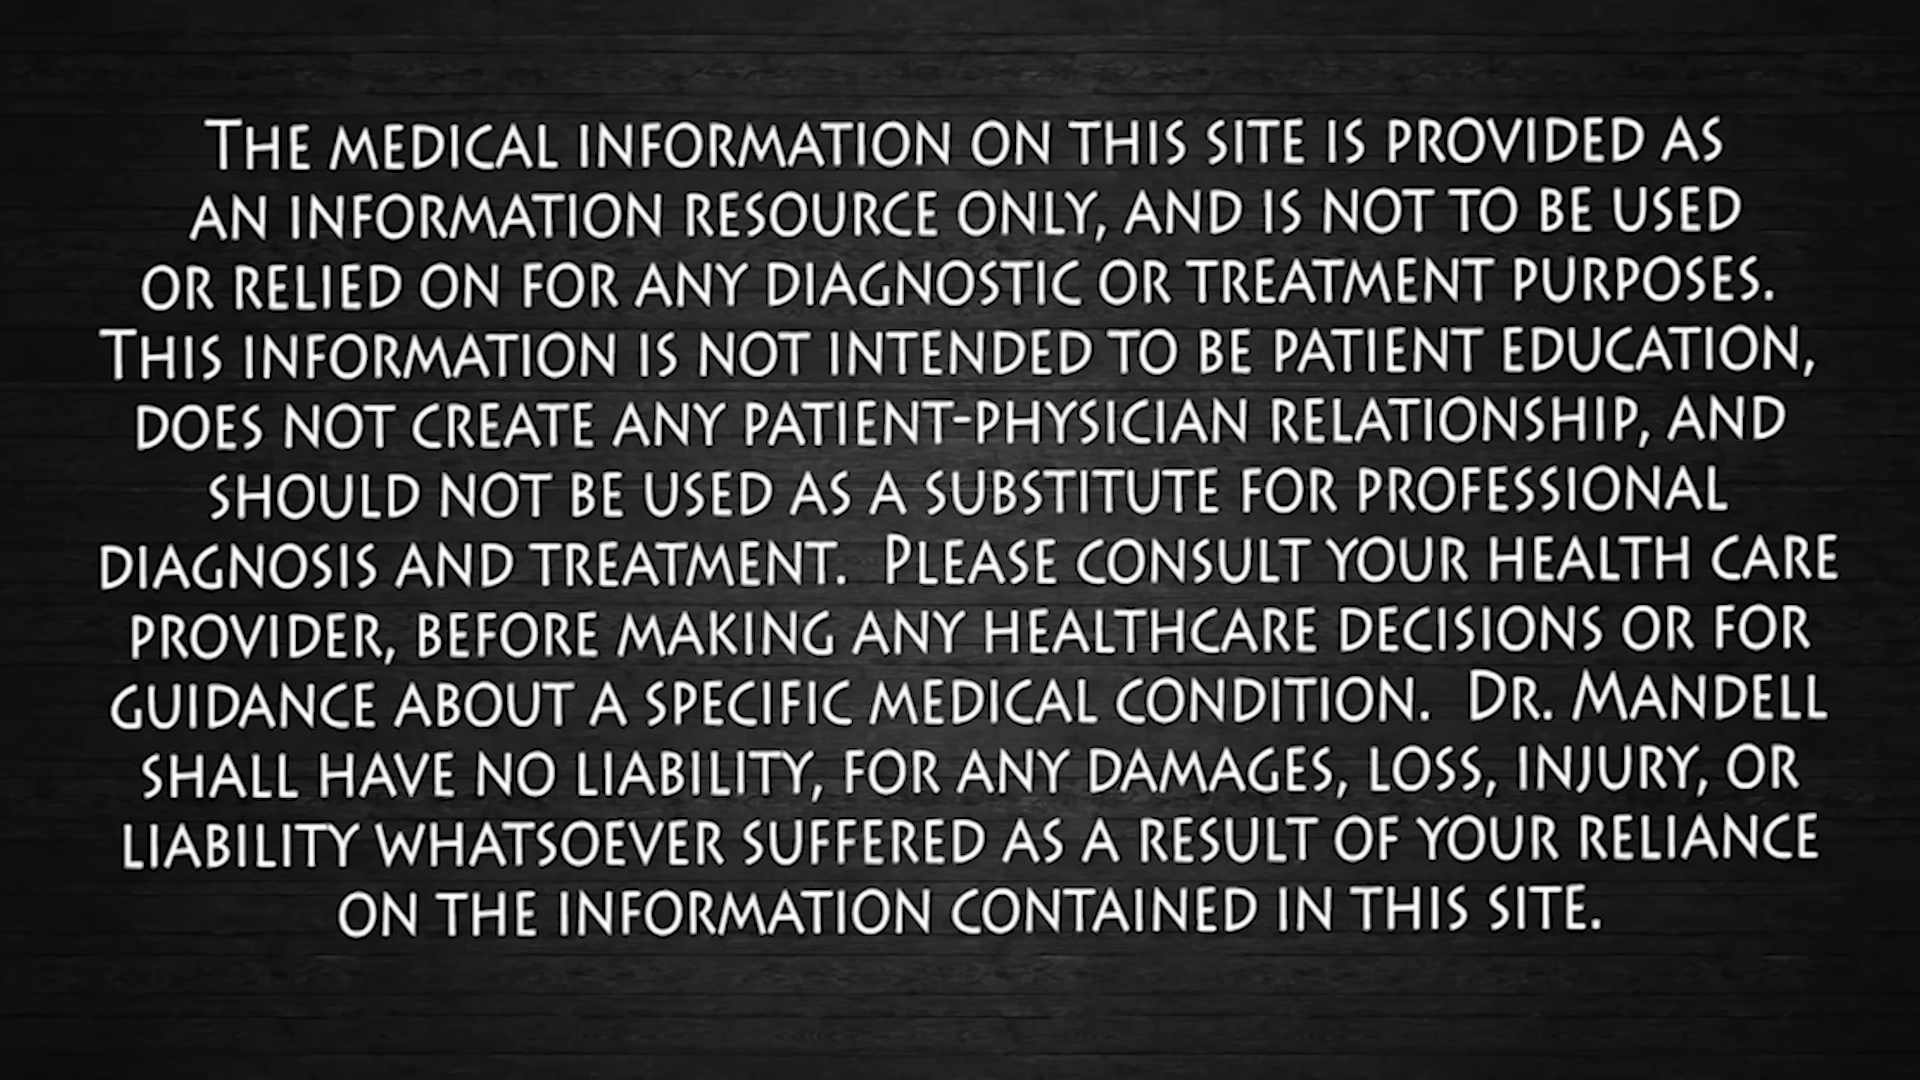 The medical information on this site is provided as
an information resource only, and is not to be used
or relied on for any diagnostic or treatment purposes.
This information is not intended to be patient education,
does not create any patient-physician relationship, and
should not be used as a substitute for professional
diagnosis and treatment.  Please consult your health care
provider, before making any healthcare decisions or for
guidance about a specific medical condition.  Dr. Mandell
shall have no liability, for any damages, loss, injury, or
liability whatsoever suffered as a result of your reliance
on the information contained in this site.